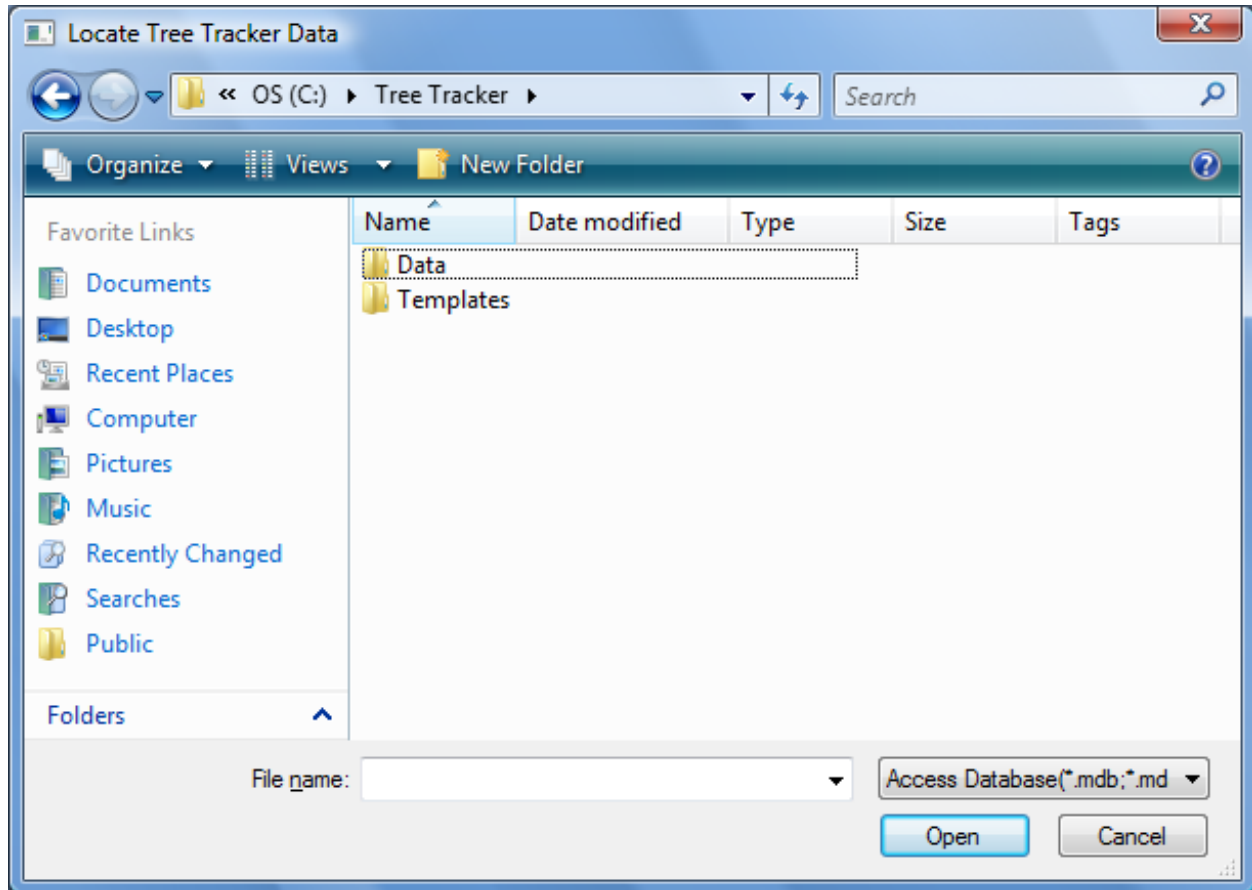 Locate Tree Tracker Data
« OS (C:) Tree Tracker Search
Organize Views New Folder
Favorite Links
Documents
Desktop
Recent Places
Computer
Pictures
Music
Recently Changed
Searches
Public
Folders
Name Date modified Type Size Tags
Data
Templates
File name: Access Database(*.mdb;*.md
Open Cancel